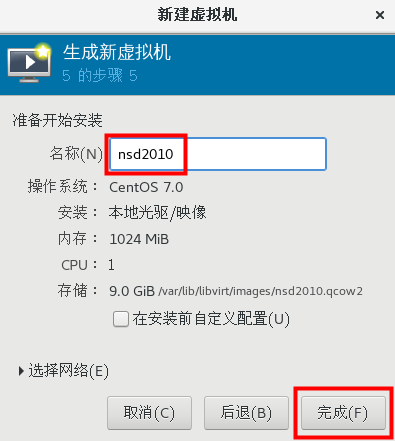 新建虚拟机
生成新虚拟机
5 的步骤 5
准备开始安装
名称(N) nsd2010
操作系统： CentOS 7.0
安装： 本地光驱/映像
内存： 1024 MiB
CPU： 1
存储： 9.0 GiB /var/lib/libvirt/images/nsd2010.qcow2
在安装前自定义配置(U)
选择网络(E)
取消(C) 后退(B) 完成(F)